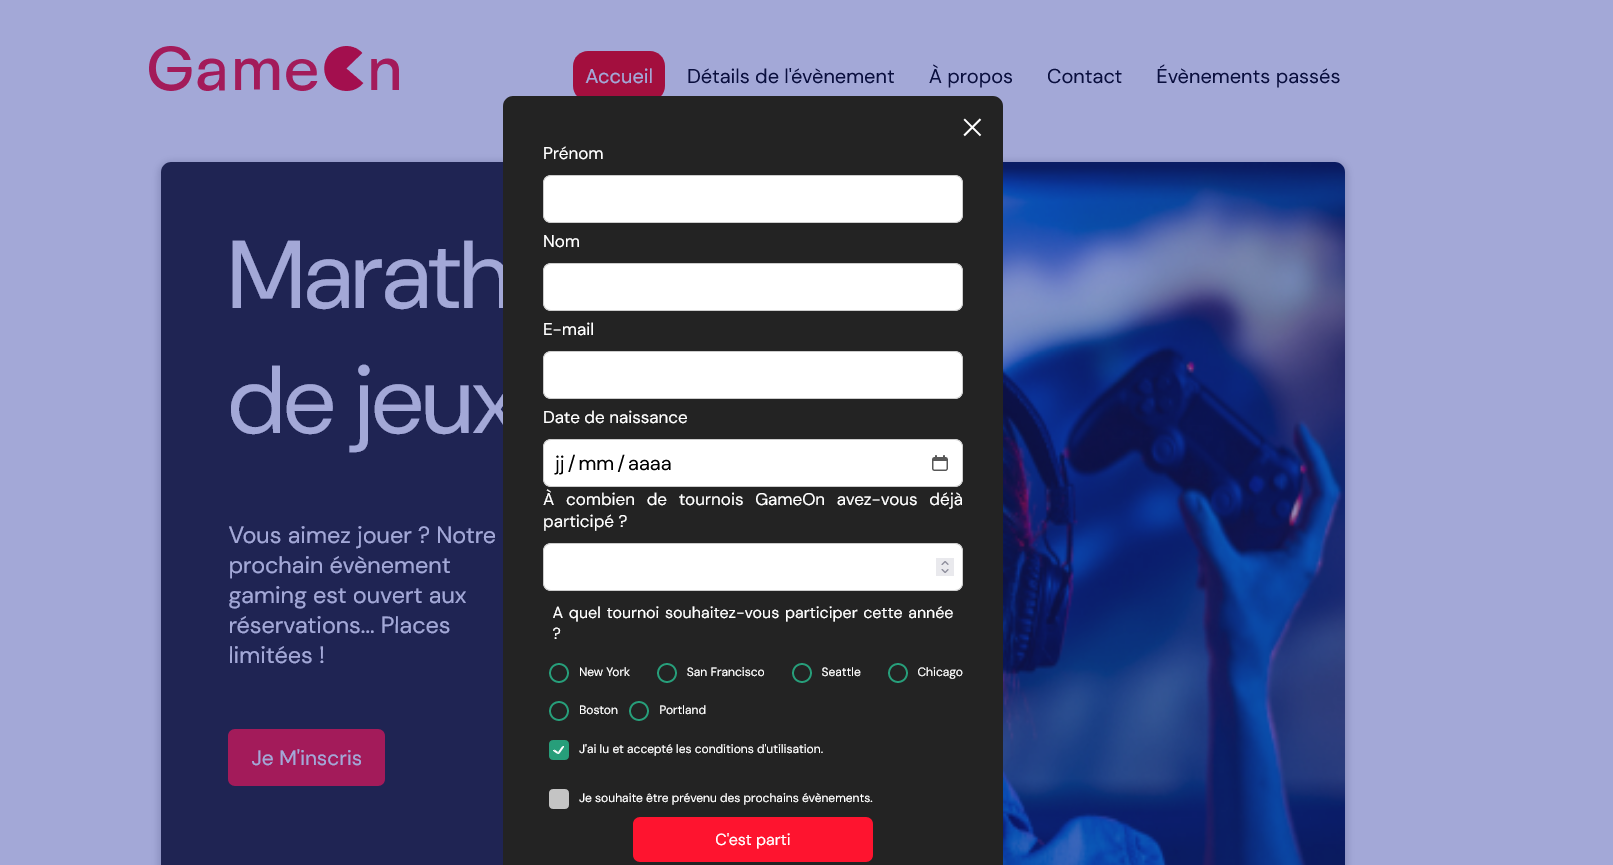 GameOn
Accueil
Détails de l'évènement
À propos
Contact
Évènements passés
Marath
de jeux
Vous aimez jouer ? Notre
prochain évènement
gaming est ouvert aux
réservations... Places
limitées !
Je M'inscris
Prénom
Nom
E-mail
Date de naissance
jj/mm/aaaa
À combien de tournois GameOn avez-vous déjà
participé ?
A quel tournoi souhaitez-vous participer cette année
?
New York
San Francisco
Seattle
Chicago
Boston
Portland
J'ai lu et accepté les conditions d'utilisation.
Je souhaite être prévenu des prochains évènements.
C'est parti